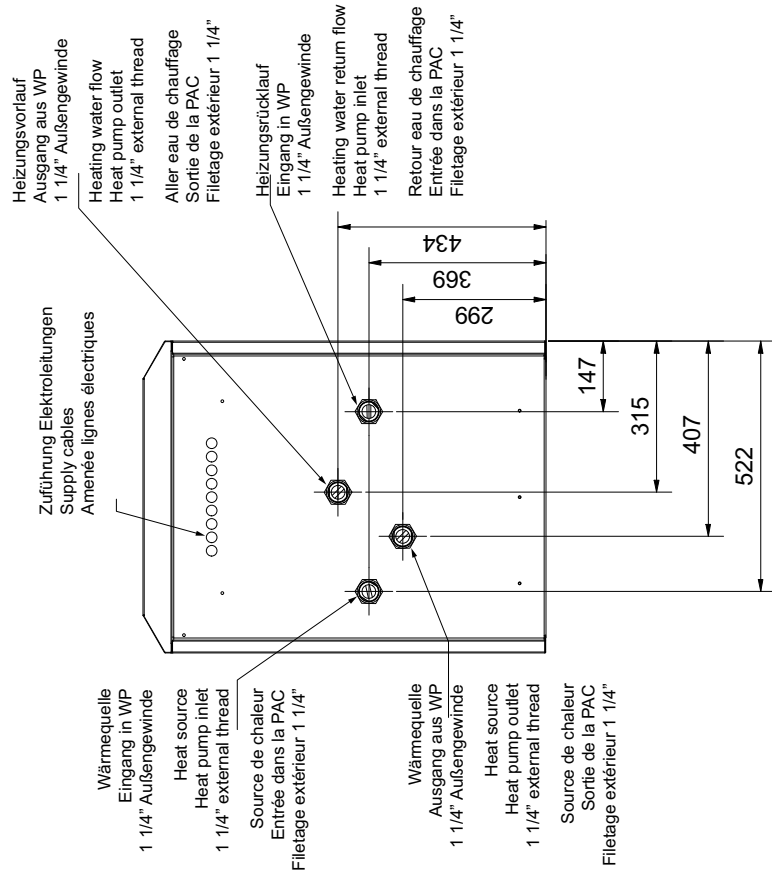 Zuführung Elektroleitungen
Supply cables
Amenée lignes électriques
Heizungsvorlauf
Ausgang aus WP
1 1/4” Außengewinde
Heating water flow
Heat pump outlet
1 1/4” external thread
Aller eau de chauffage
Sortie de la PAC
Filetage extérieur 1 1/4”
Heizungsrücklauf
Eingang in WP
1 1/4” Außengewinde
Heating water return flow
Heat pump inlet
1 1/4” external thread
Retour eau de chauffage
Entrée dans la PAC
Filetage extérieur 1 1/4”
Wärmequelle
Eingang in WP
1 1/4” Außengewinde
Heat source
Heat pump inlet
1 1/4” external thread
Source de chaleur
Entrée dans la PAC
Filetage extérieur 1 1/4”
Wärmequelle
Ausgang aus WP
1 1/4” Außengewinde
Heat source
Heat pump outlet
1 1/4” external thread
Source de chaleur
Sortie de la PAC
Filetage extérieur 1 1/4”
434
369
299
147
315
407
522